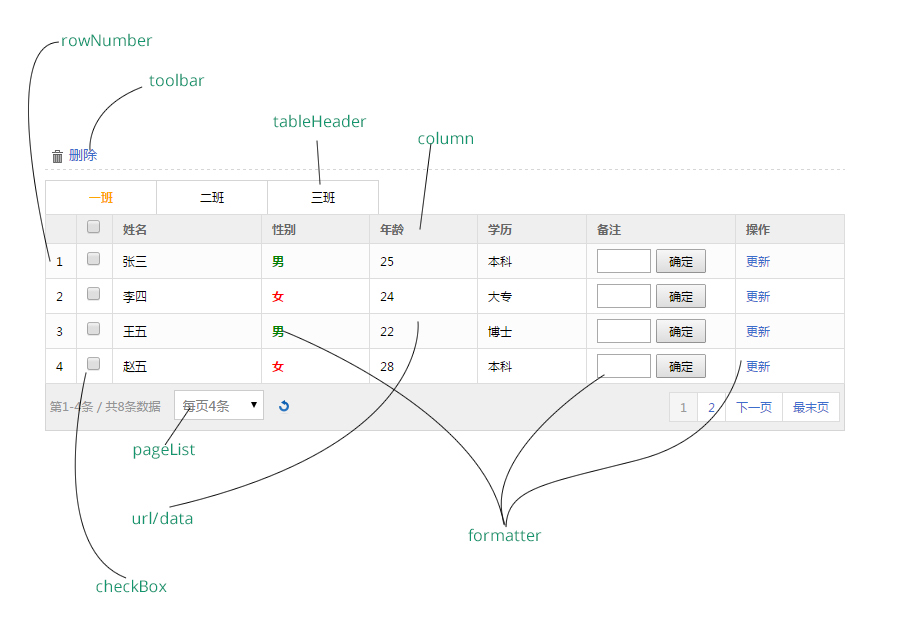 rowNumber
toolbar
tableHeader
column
删除
一班 二班 三班
姓名 性别 年龄 学历 备注 操作
1 张三 男 25 本科 确定 更新
2 李四 女 24 大专 确定 更新
3 王五 男 22 博士 确定 更新
4 赵五 女 28 本科 确定 更新
第1-4条 / 共8条数据 每页4条 1 2 下一页 最末页
pageList
url/data
formatter
checkBox